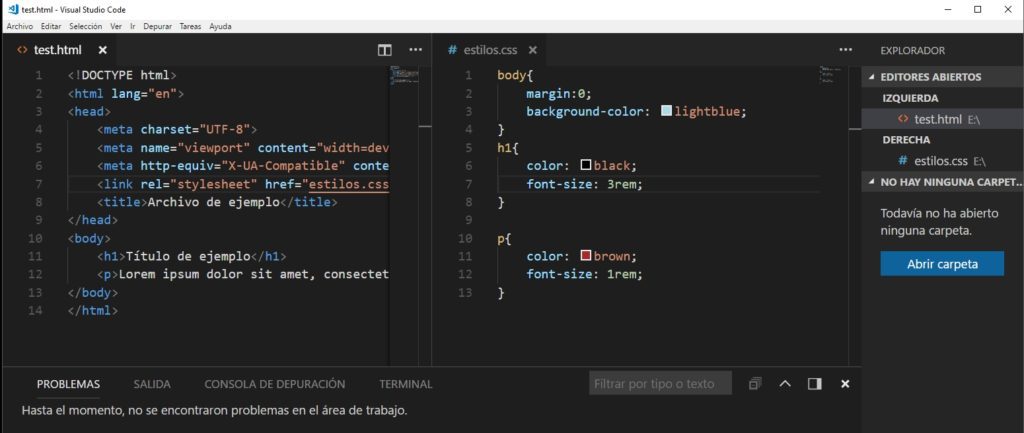 test.html - Visual Studio Code
Archivo Editar Selección Ver Ir Depurar Tareas Ayuda
test.html
1 <!DOCTYPE html>
2 <html lang="en">
3 <head>
4 <meta charset="UTF-8">
5 <meta name="viewport" content="width=dev
6 <meta http-equiv="X-UA-Compatible" conte
7 <link rel="stylesheet" href="estilos.css
8 <title>Archivo de ejemplo</title>
9 </head>
10 <body>
11 <h1>Título de ejemplo</h1>
12 <p>Lorem ipsum dolor sit amet, consectet
13 </body>
14 </html>
# estilos.css
1 body{
2 margin:0;
3 background-color: lightblue;
4 }
5 h1{
6 color: black;
7 font-size: 3rem;
8 }
9
10 p{
11 color: brown;
12 font-size: 1rem;
13 }
EXPLORADOR
EDITORES ABIERTOS
IZQUIERDA
test.html E:\
DERECHA
# estilos.css E:\
NO HAY NINGUNA CARPET...
Todavía no ha abierto
ninguna carpeta.
Abrir carpeta
PROBLEMAS SALIDA CONSOLA DE DEPURACIÓN TERMINAL
Filtrar por tipo o texto
Hasta el momento, no se encontraron problemas en el área de trabajo.